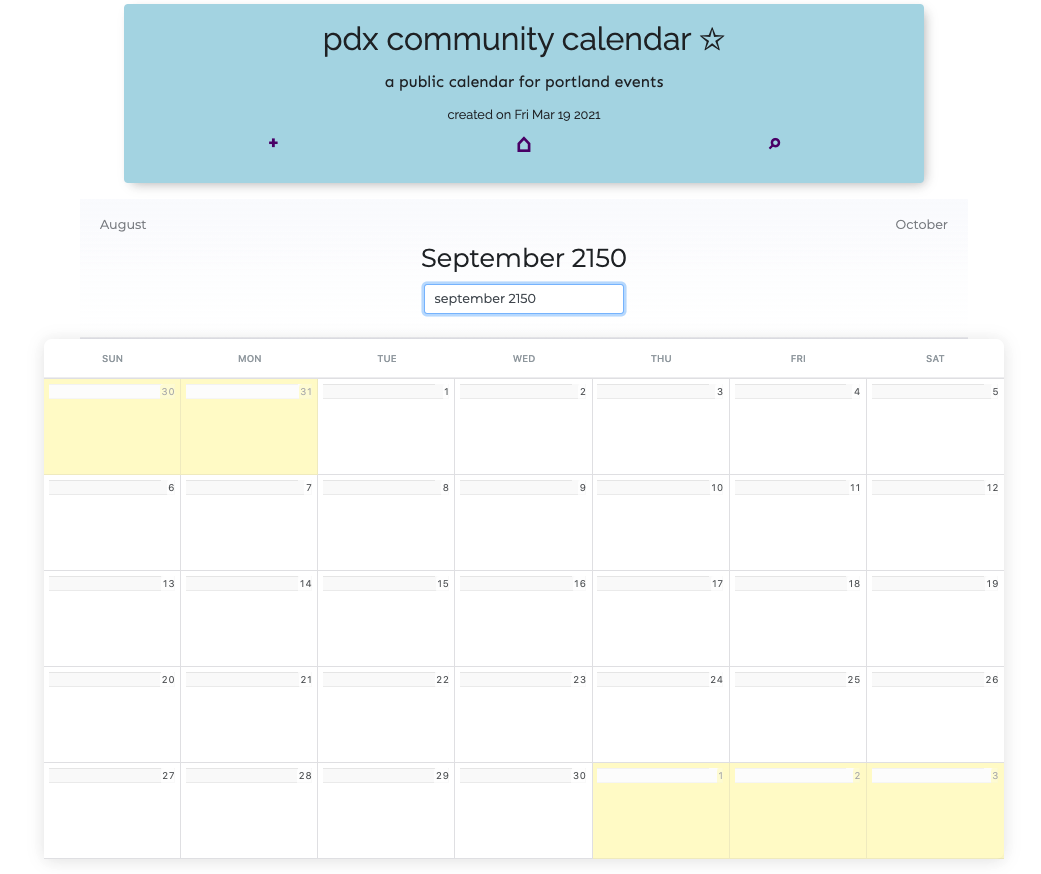 pdx community calendar ☆
a public calendar for portland events
created on Fri Mar 19 2021
August October
September 2150
september 2150
SUN MON TUE WED THU FRI SAT
30 31 1 2 3 4 5
6 7 8 9 10 11 12
13 14 15 16 17 18 19
20 21 22 23 24 25 26
27 28 29 30 1 2 3